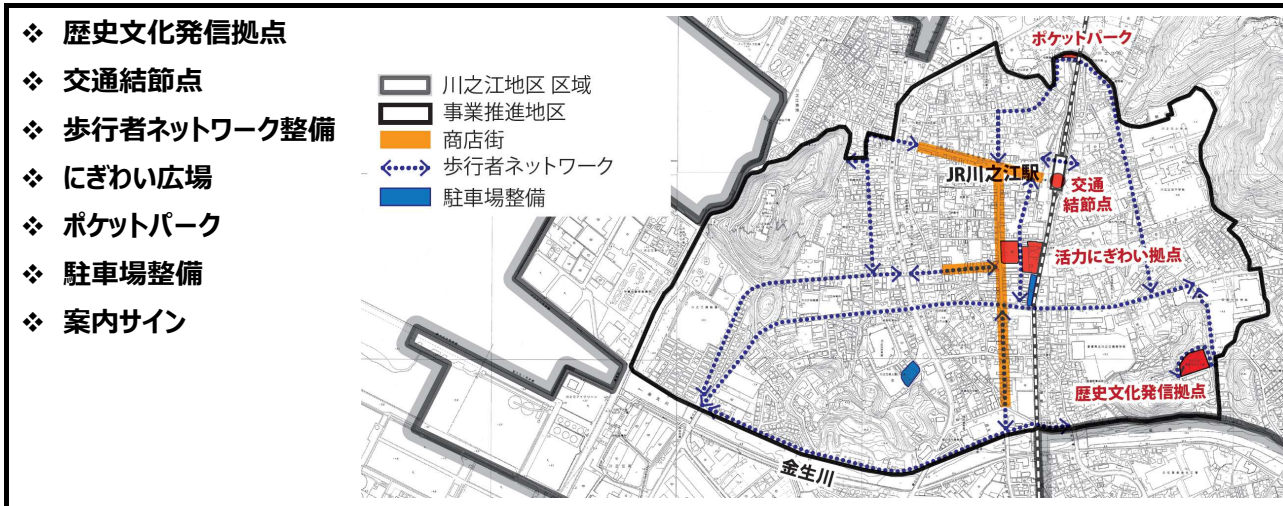 ❖ 歴史文化発信拠点
❖ 交通結節点
❖ 歩行者ネットワーク整備
❖ にぎわい広場
❖ ポケットパーク
❖ 駐車場整備
❖ 案内サイン
川之江地区 区域
事業推進地区
商店街
歩行者ネットワーク
駐車場整備
ポケットパーク
JR川之江駅
交通
結節点
活力にぎわい拠点
歴史文化発信拠点
金生川